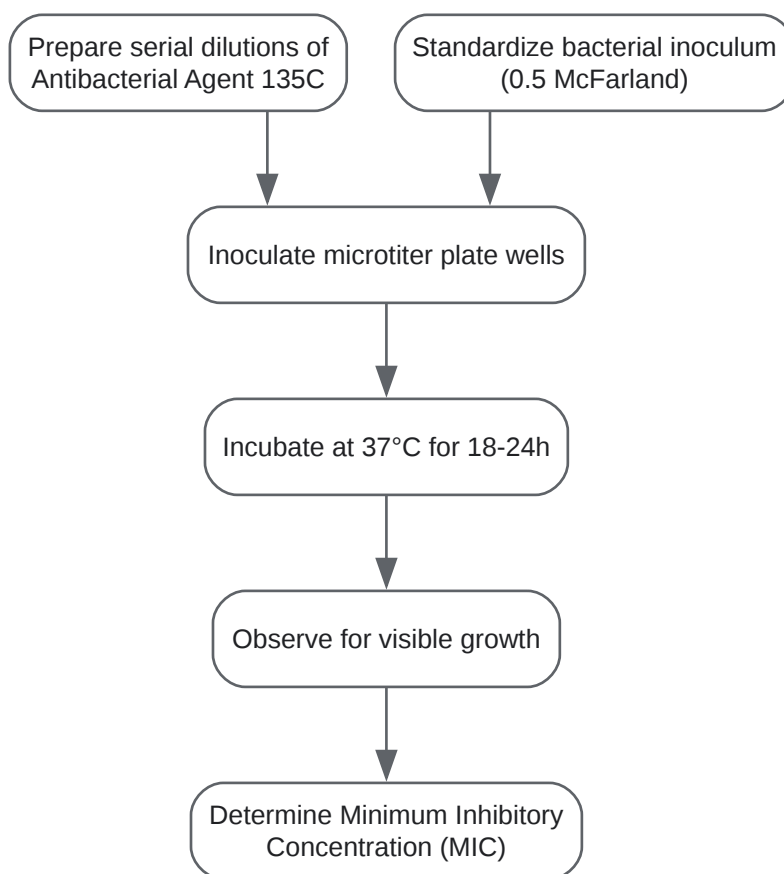 Prepare serial dilutions of
Antibacterial Agent 135C
Standardize bacterial inoculum
(0.5 McFarland)
Inoculate microtiter plate wells
Incubate at 37°C for 18-24h
Observe for visible growth
Determine Minimum Inhibitory
Concentration (MIC)